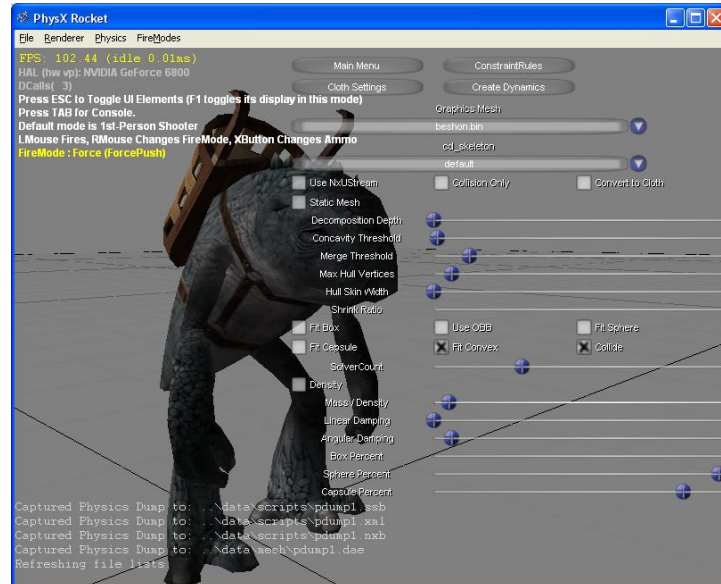 PhysX Rocket
File Renderer Physics FireModes
FPS: 102.44 (idle 0.01ms)
HAL (hw vp): NVIDIA GeForce 6800
DCalls( 3)
Press ESC to Toggle UI Elements (F1 toggles its display in this mode)
Press TAB for Console.
Default mode is 1st-Person Shooter
LMouse Fires, RMouse Changes FireMode, XButton Changes Ammo
FireMode : Force (ForcePush)
Main Menu ConstraintRules
Cloth Settings Create Dynamics
Graphics Mesh
beshon.bin
cd_skeleton
default
Use NxUStream Collision Only Convert to Cloth
Static Mesh
Decomposition Depth
Concavity Threshold
Merge Threshold
Max Hull Vertices
Hull Skin Width
Shrink Ratio
Fit Box Use OBB Fit Sphere
Fit Capsule Fit Convex Collide
SolverCount
Density
Mass / Density
Linear Damping
Angular Damping
Box Percent
Sphere Percent
Capsule Percent
Captured Physics Dump to: ..\data\scripts\pdump1.ssb
Captured Physics Dump to: ..\data\scripts\pdump1.xml
Captured Physics Dump to: ..\data\scripts\pdump1.nxb
Captured Physics Dump to: ..\data\mesh\pdump1.dae
Refreshing file lists